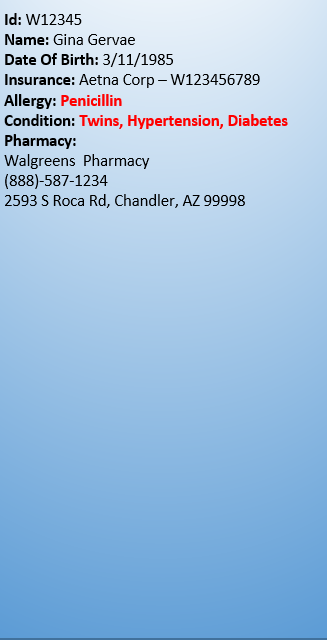 Id: W12345
Name: Gina Gervae
Date Of Birth: 3/11/1985
Insurance: Aetna Corp – W123456789
Allergy: Penicillin
Condition: Twins, Hypertension, Diabetes
Pharmacy:
Walgreens  Pharmacy
(888)-587-1234
2593 S Roca Rd, Chandler, AZ 99998